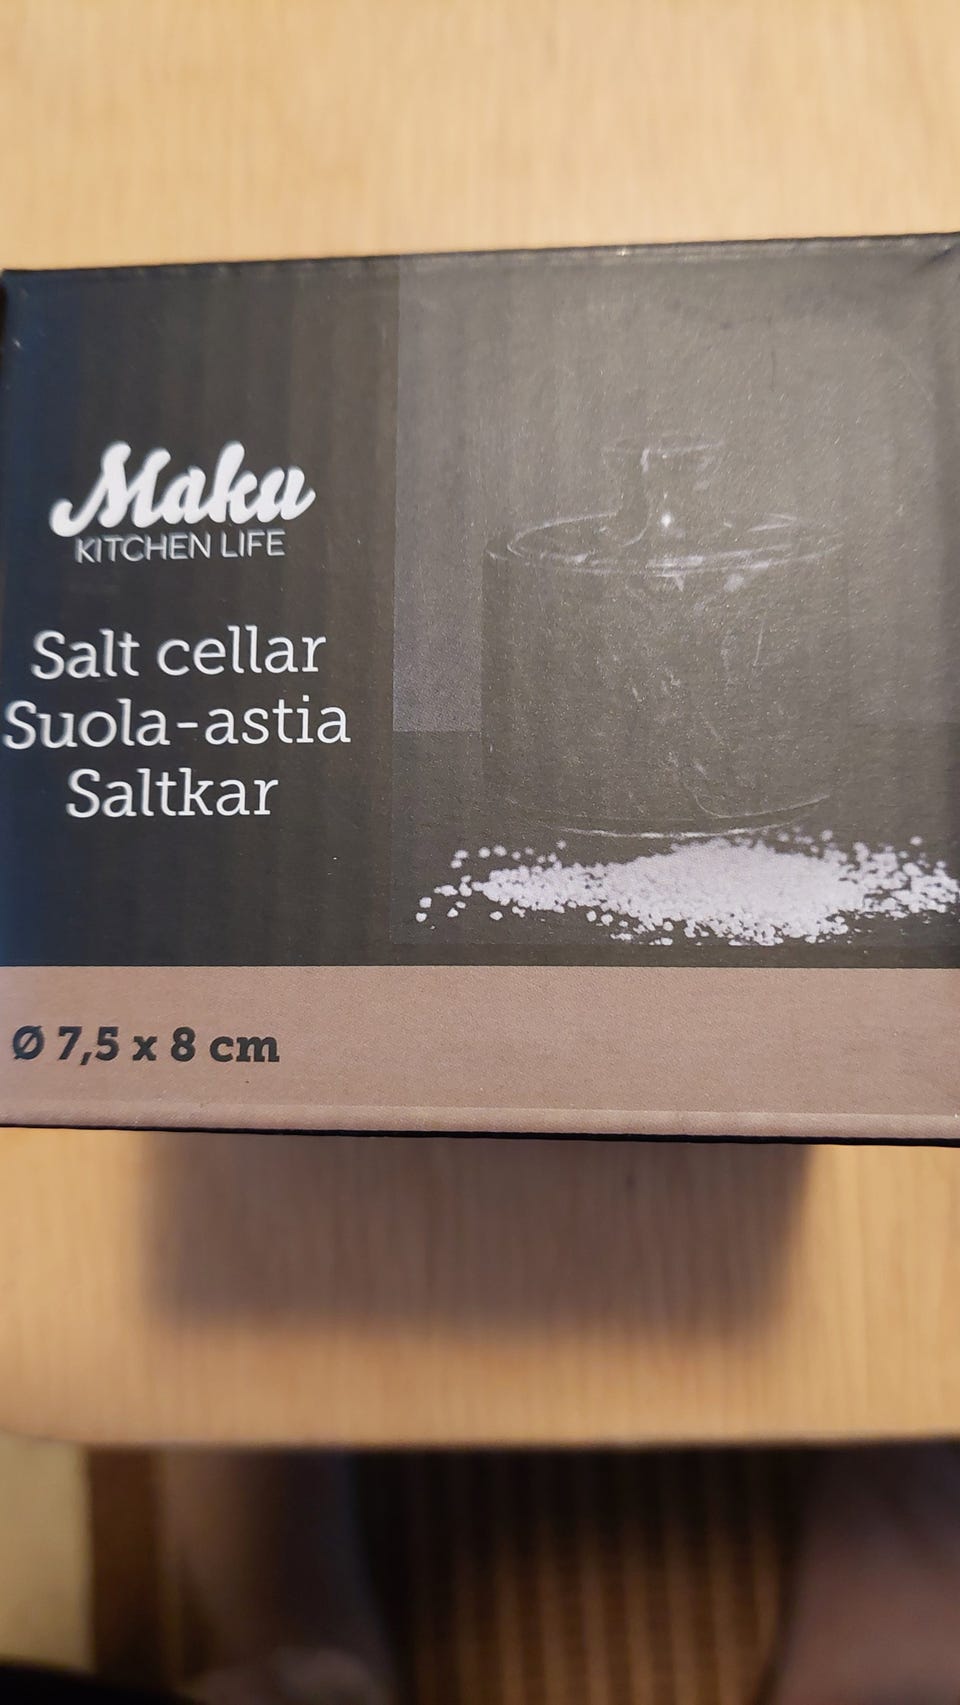 Maku
KITCHEN LIFE
Salt cellar
Suola-astia
Saltkar
Ø 7,5 x 8 cm